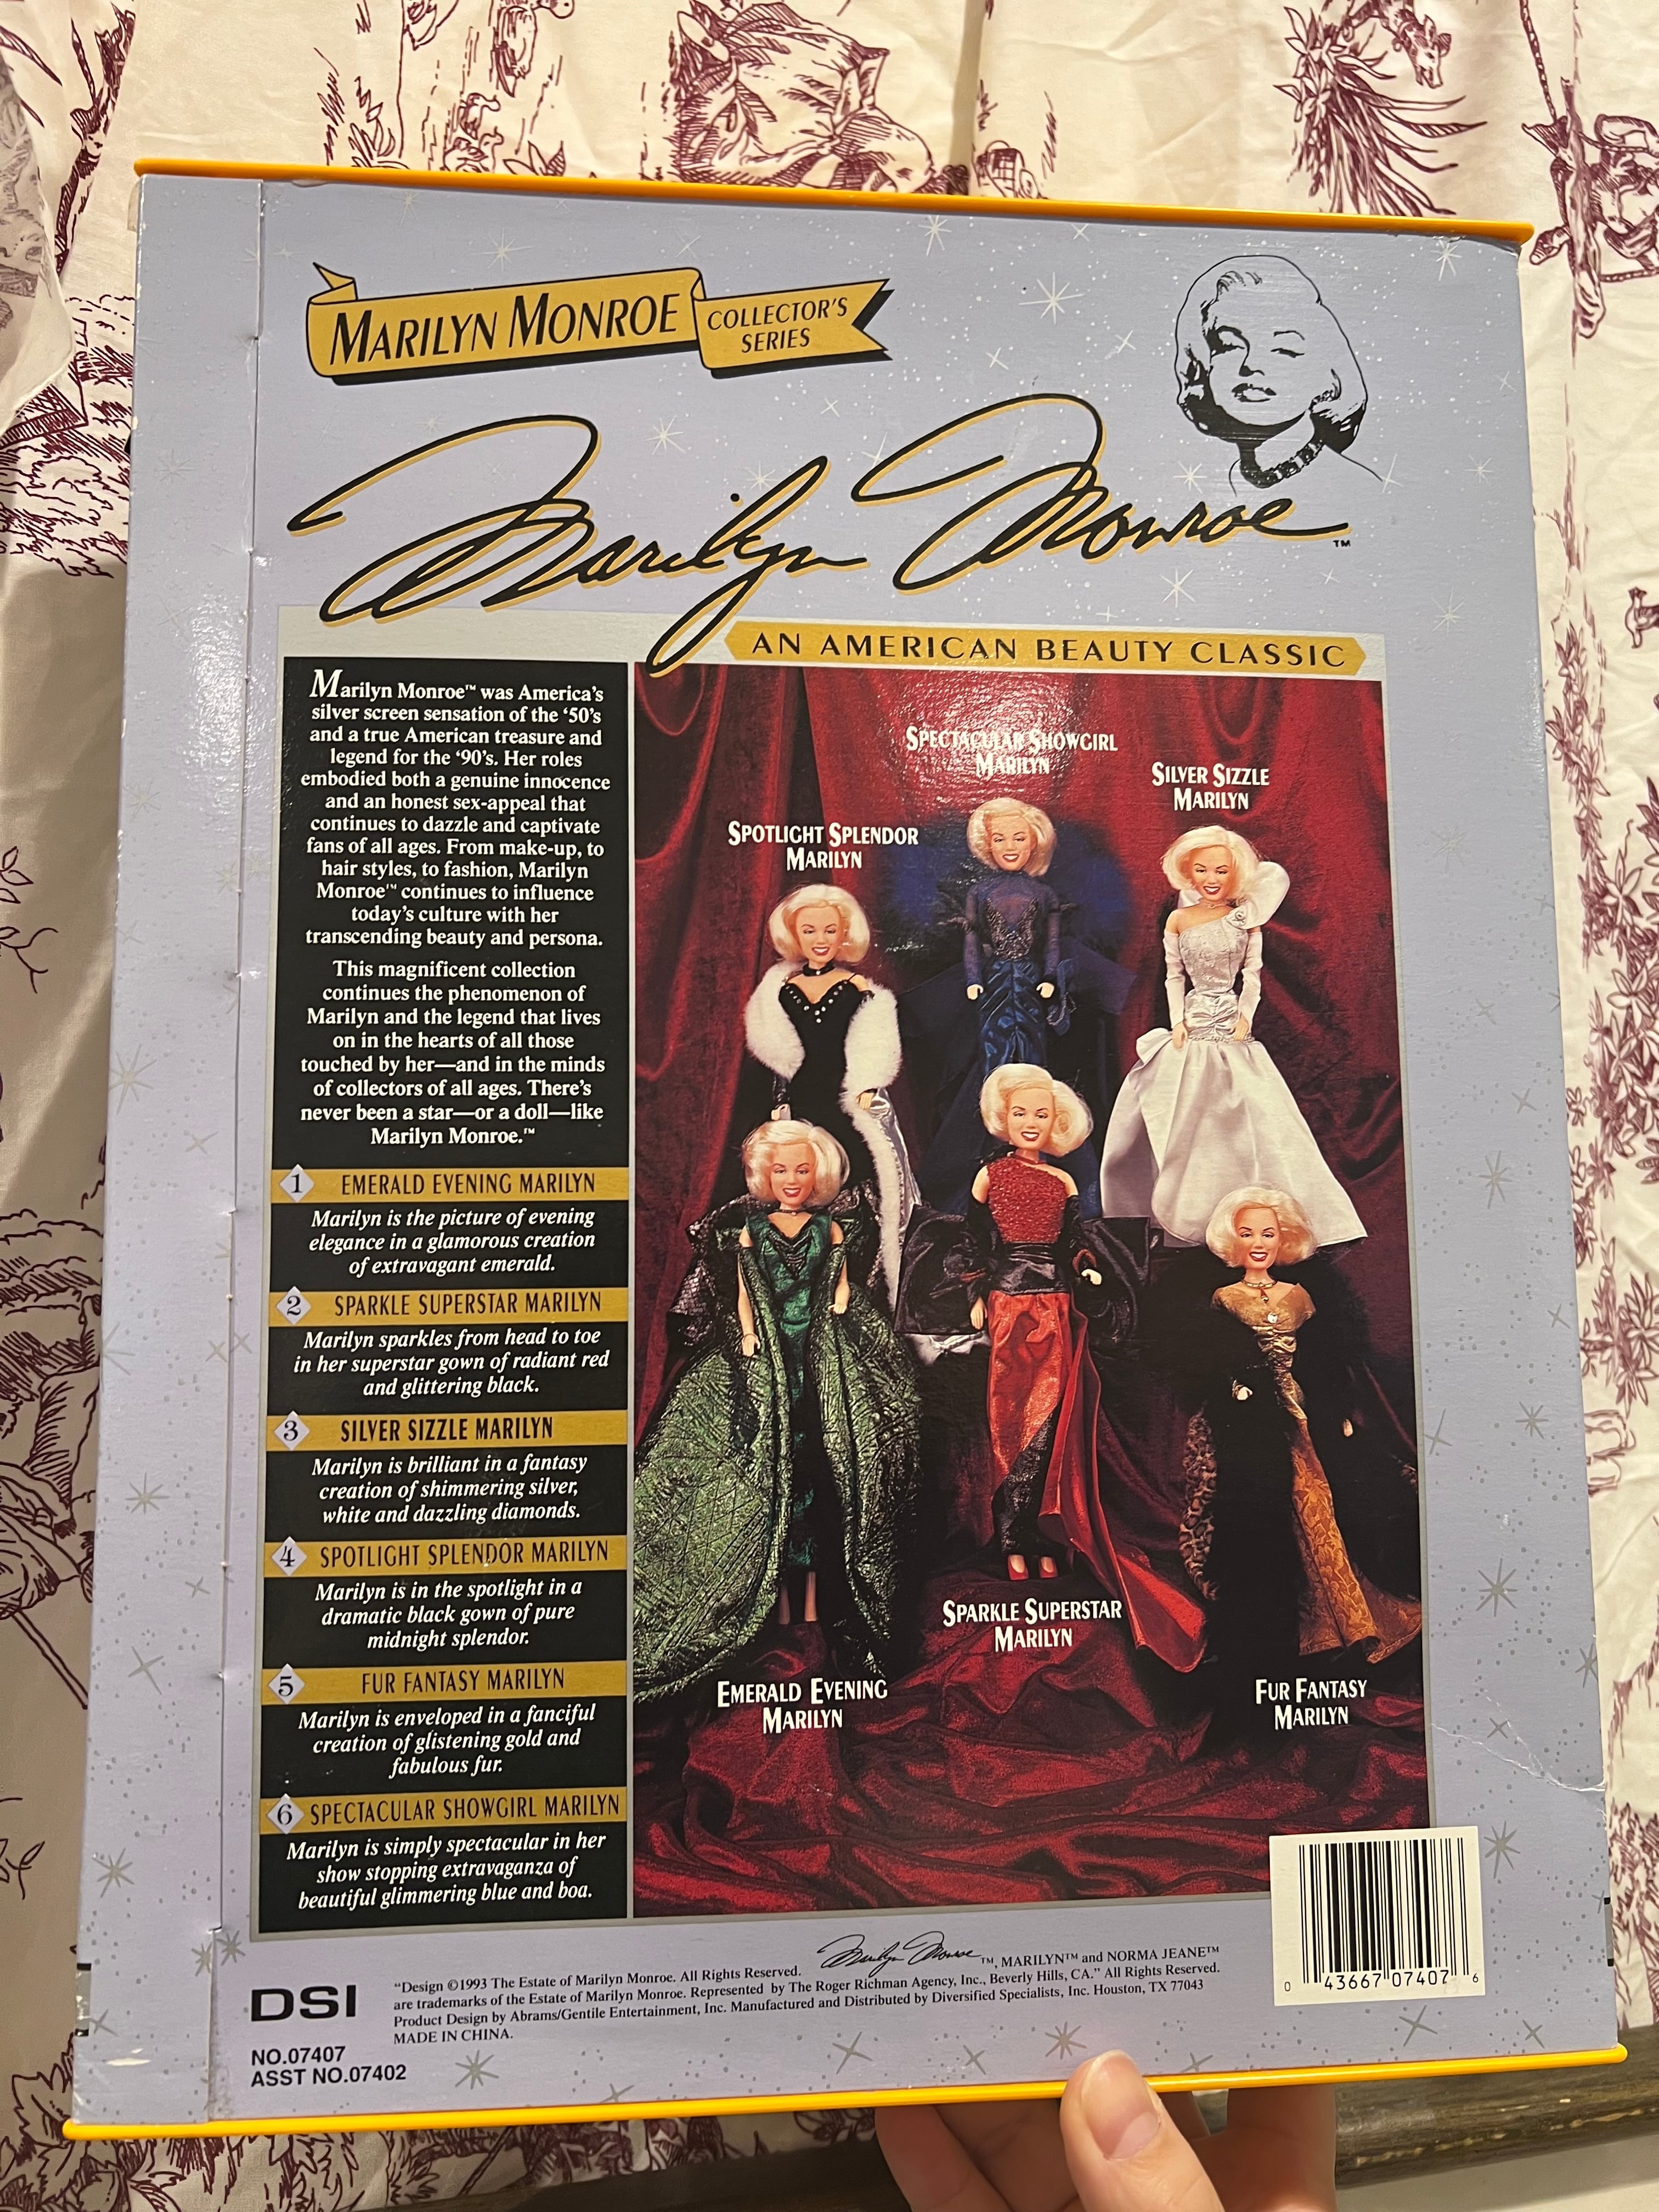 MARILYN MONROE
COLLECTOR'S
SERIES
Marilyn Monroe™
AN AMERICAN BEAUTY CLASSIC
Marilyn Monroe™ was America's
silver screen sensation of the ‘50's
and a true American treasure and
legend for the ‘90's. Her roles
embodied both a genuine innocence
and an honest sex-appeal that
continues to dazzle and captivate
fans of all ages. From make-up, to
hair styles, to fashion, Marilyn
Monroe™ continues to influence
today's culture with her
transcending beauty and persona.
This magnificent collection
continues the phenomenon of
Marilyn and the legend that lives
on in the hearts of all those
touched by her—and in the minds
of collectors of all ages. There's
never been a star—or a doll—like
Marilyn Monroe.™
1 EMERALD EVENING MARILYN
Marilyn is the picture of evening
elegance in a glamorous creation
of extravagant emerald.
2 SPARKLE SUPERSTAR MARILYN
Marilyn sparkles from head to toe
in her superstar gown of radiant red
and glittering black.
3 SILVER SIZZLE MARILYN
Marilyn is brilliant in a fantasy
creation of shimmering silver,
white and dazzling diamonds.
4 SPOTLIGHT SPLENDOR MARILYN
Marilyn is in the spotlight in a
dramatic black gown of pure
midnight splendor.
5 FUR FANTASY MARILYN
Marilyn is enveloped in a fanciful
creation of glistening gold and
fabulous fur.
6 SPECTACULAR SHOWGIRL MARILYN
Marilyn is simply spectacular in her
show stopping extravaganza of
beautiful glimmering blue and boa.
SPECTACULAR SHOWGIRL
MARILYN
SILVER SIZZLE
MARILYN
SPOTLIGHT SPLENDOR
MARILYN
SPARKLE SUPERSTAR
MARILYN
EMERALD EVENING
MARILYN
FUR FANTASY
MARILYN
DSI
“Design ©1993 The Estate of Marilyn Monroe. All Rights Reserved. Marilyn Monroe™, MARILYN™ and NORMA JEANE™
are trademarks of the Estate of Marilyn Monroe. Represented by The Roger Richman Agency, Inc., Beverly Hills, CA.” All Rights Reserved.
Product Design by Abrams/Gentile Entertainment, Inc. Manufactured and Distributed by Diversified Specialists, Inc. Houston, TX 77043
MADE IN CHINA.
NO.07407
ASST NO.07402
0 43667 07407 6